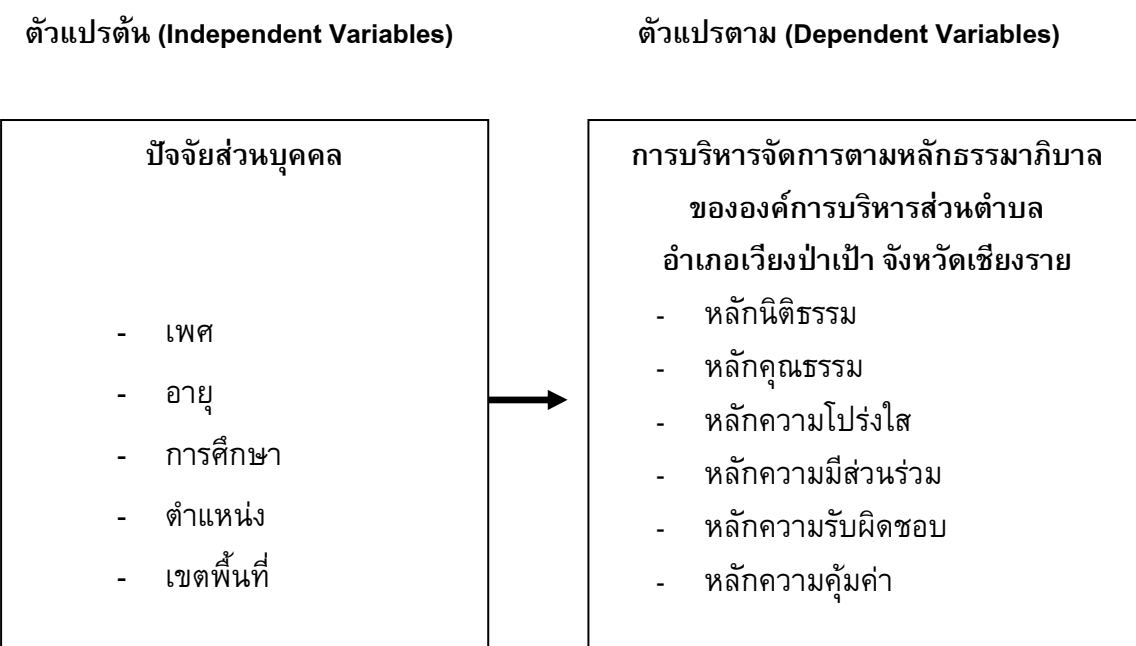 ตัวแปรต้น (Independent Variables)
ตัวแปรตาม (Dependent Variables)
ปัจจัยส่วนบุคคล
- เพศ
- อายุ
- การศึกษา
- ตำแหน่ง
- เขตพื้นที่
การบริหารจัดการตามหลักธรรมาภิบาล
ขององค์การบริหารส่วนตำบล
อำเภอเวียงป่าเป้า จังหวัดเชียงราย
- หลักนิติธรรม
- หลักคุณธรรม
- หลักความโปร่งใส
- หลักความมีส่วนร่วม
- หลักความรับผิดชอบ
- หลักความคุ้มค่า